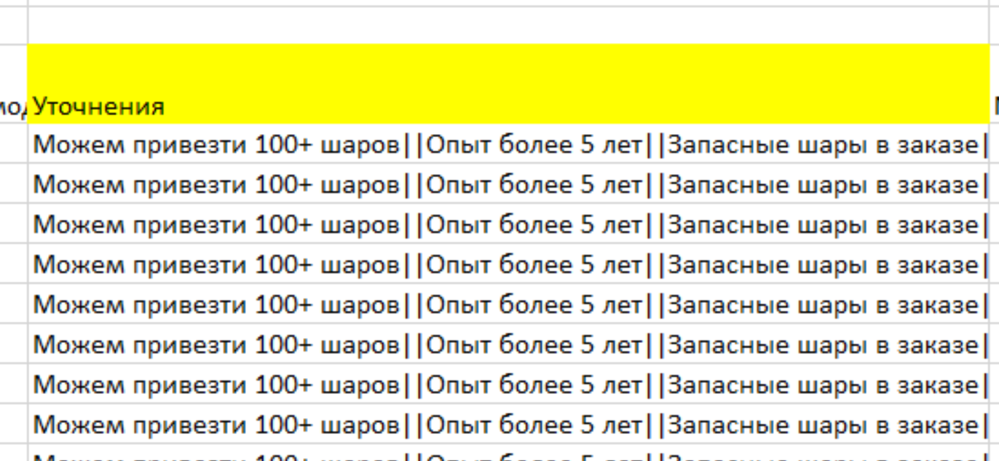 Уточнения
Можем привезти 100+ шаров||Опыт более 5 лет||Запасные шары в заказе|
Можем привезти 100+ шаров||Опыт более 5 лет||Запасные шары в заказе|
Можем привезти 100+ шаров||Опыт более 5 лет||Запасные шары в заказе|
Можем привезти 100+ шаров||Опыт более 5 лет||Запасные шары в заказе|
Можем привезти 100+ шаров||Опыт более 5 лет||Запасные шары в заказе|
Можем привезти 100+ шаров||Опыт более 5 лет||Запасные шары в заказе|
Можем привезти 100+ шаров||Опыт более 5 лет||Запасные шары в заказе|
Можем привезти 100+ шаров||Опыт более 5 лет||Запасные шары в заказе|